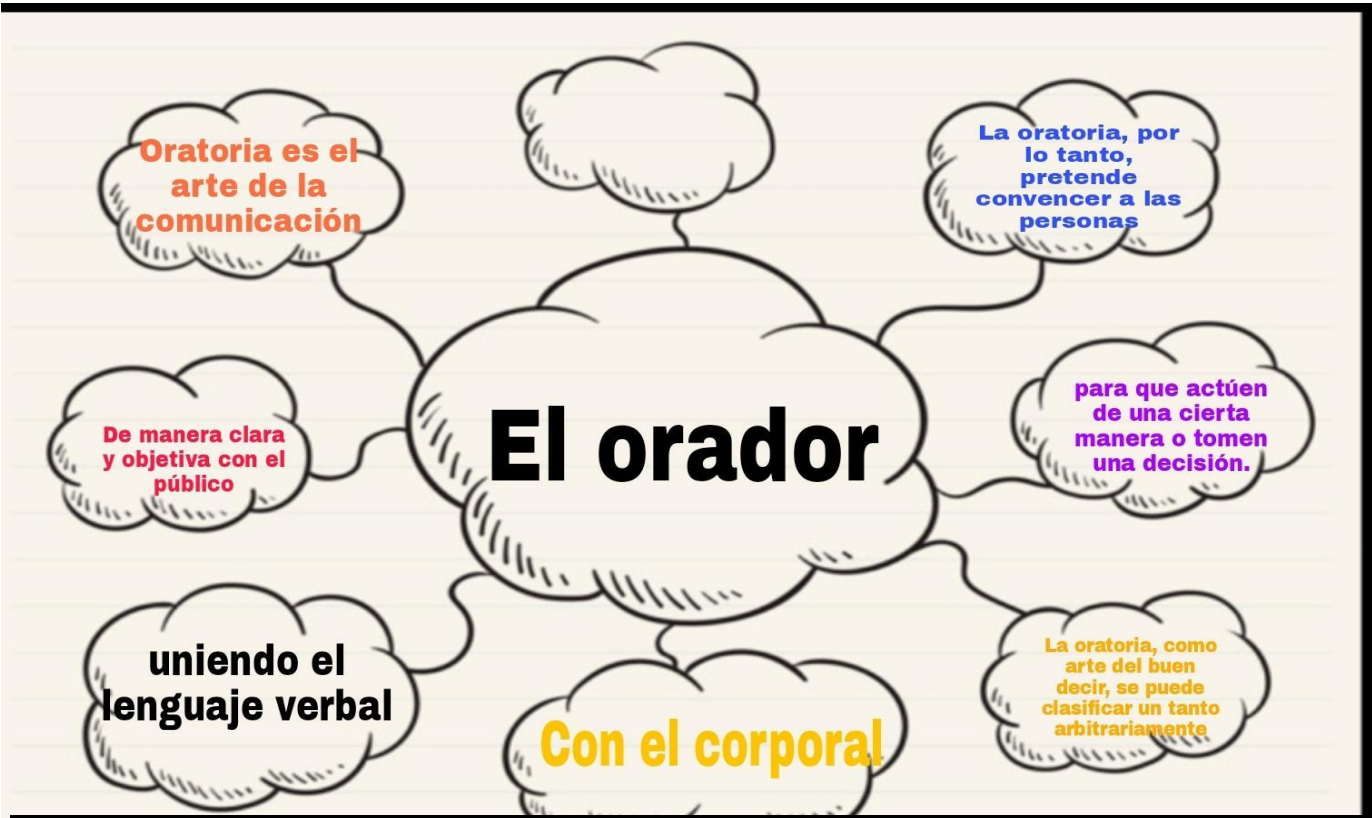 Oratoria es el
arte de la
comunicación
La oratoria, por
lo tanto,
pretende
convencer a las
personas
De manera clara
y objetiva con el
público
El orador
para que actúen
de una cierta
manera o tomen
una decisión.
uniendo el
lenguaje verbal
Con el corporal
La oratoria, como
arte del buen
decir, se puede
clasificar un tanto
arbitrariamente